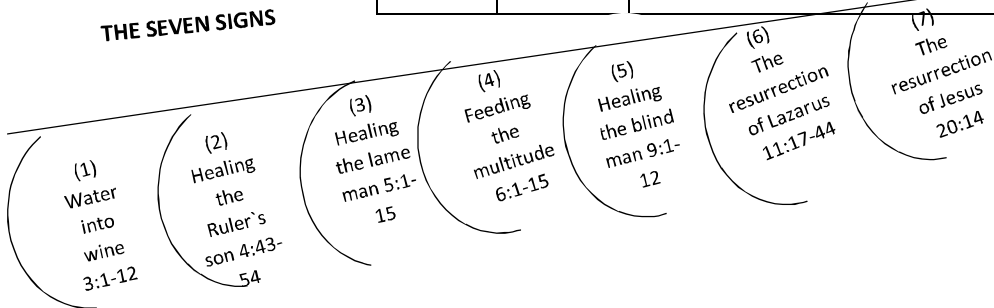 THE SEVEN SIGNS
(1)
Water
into
wine
3:1-12
(2)
Healing
the
Ruler`s
son 4:43-
54
(3)
Healing
the lame
man 5:1-
15
(4)
Feeding
the
multitude
6:1-15
(5)
Healing
the blind
man 9:1-
12
(6)
The
resurrection
of Lazarus
11:17-44
(7)
The
resurrection
of Jesus
20:14